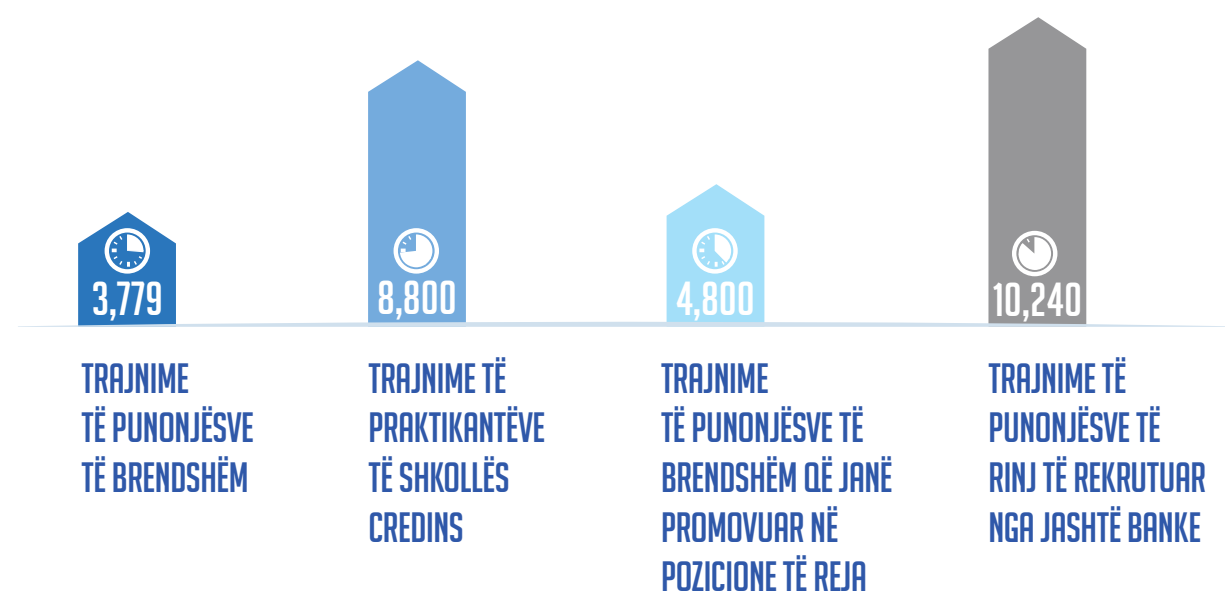 3,779
TRAJNIME
TË PUNONJËSVE
TË BRENDSHËM
8,800
TRAJNIME TË
PRAKTIKANTËVE
TË SHKOLLËS
CREDINS
4,800
TRAJNIME
TË PUNONJËSVE TË
BRENDSHËM QË JANË
PROMOVUAR NË
POZICIONE TË REJA
10,240
TRAJNIME TË
PUNONJËSVE TË
RINJ TË REKRUTUAR
NGA JASHTË BANKE